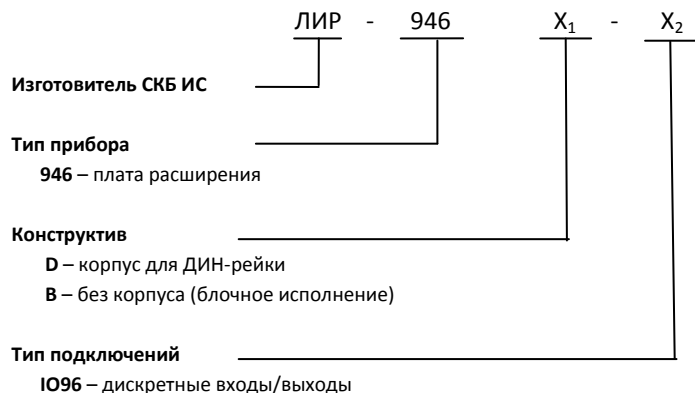 ЛИР - 946 X₁ - X₂
Изготовитель СКБ ИС
Тип прибора
946 – плата расширения
Конструктив
D – корпус для ДИН-рейки
B – без корпуса (блочное исполнение)
Тип подключений
IO96 – дискретные входы/выходы